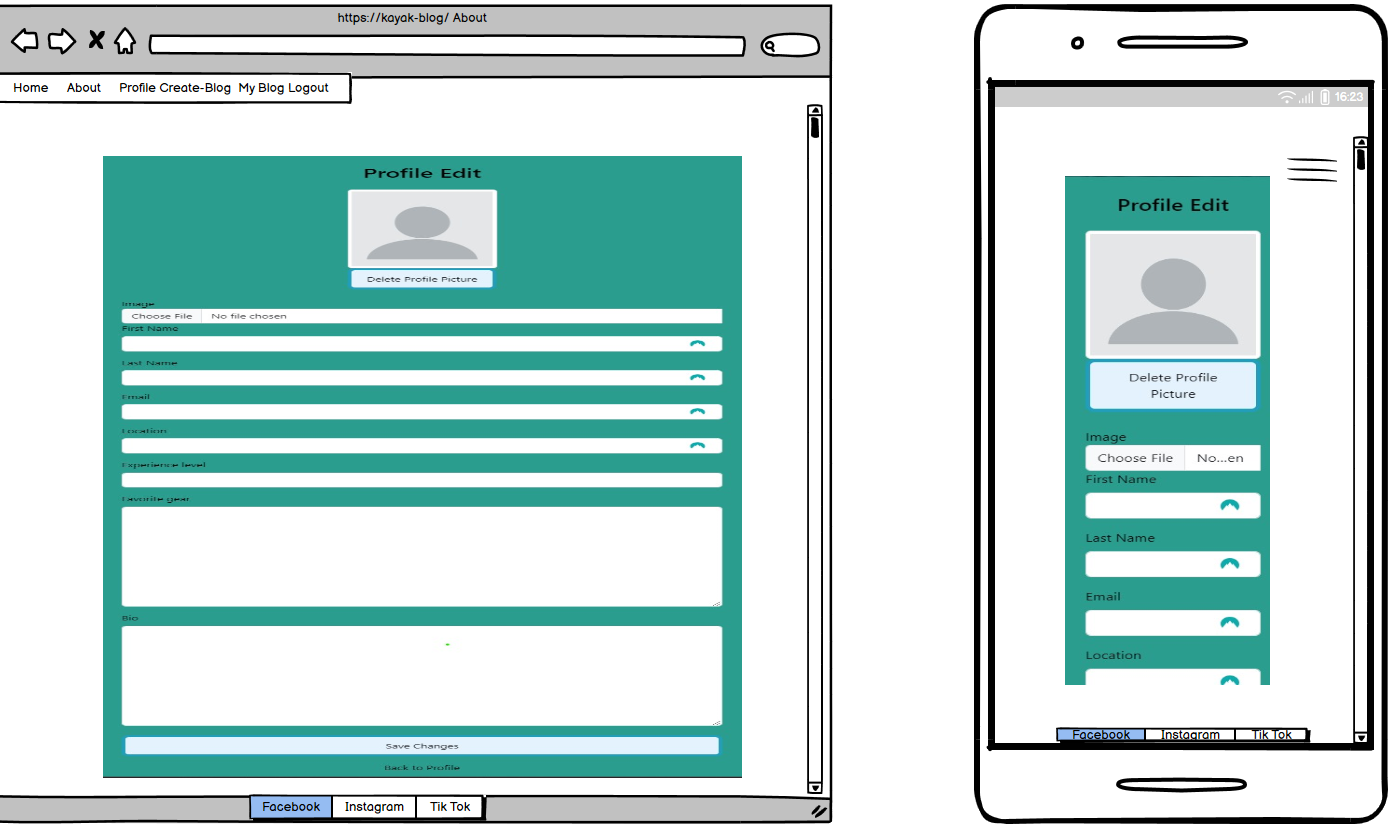 https://kayak-blog/ About
Home About Profile Create-Blog My Blog Logout
Profile Edit
Delete Profile Picture
Image
Choose File No file chosen
First Name
Last Name
Email
Location
Experience level
Favorite gear
Bio
Save Changes
Back to Profile
Facebook Instagram Tik Tok
16:23
Profile Edit
Delete Profile
Picture
Image
Choose File No...en
First Name
Last Name
Email
Location
Facebook Instagram Tik Tok